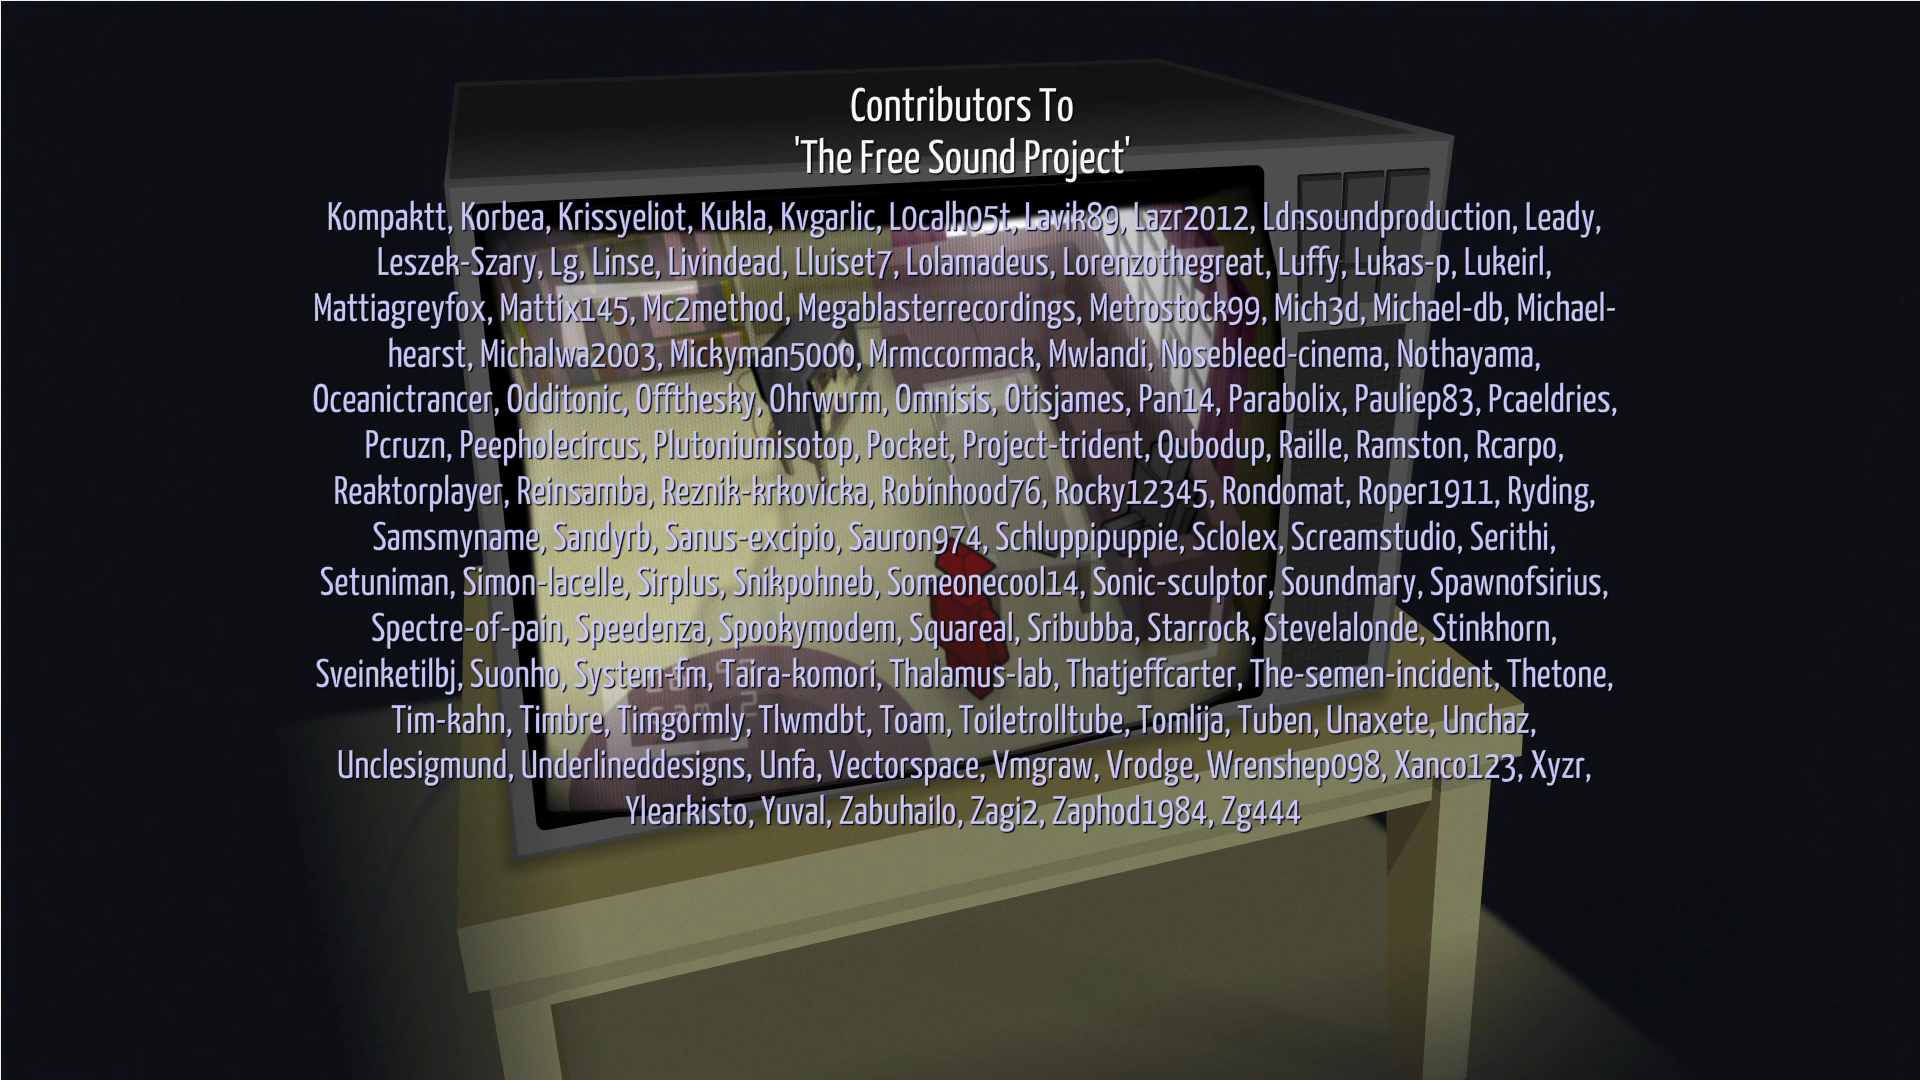 Contributors To
'The Free Sound Project'
Kompaktt, Korbea, Krissyeliot, Kukla, Kvgarlic, L0calh05t, Lavik89, Lazr2012, Ldnsoundproduction, Leady,
Leszek-Szary, Lg, Linse, Livindead, Lluiset7, Lolamadeus, Lorenzothegreat, Luffy, Lukas-p, Lukeirl,
Mattiagreyfox, Mattix145, Mc2method, Megablasterrecordings, Metrostock99, Mich3d, Michael-db, Michael-
hearst, Michalwa2003, Mickyman5000, Mrmccormack, Mwlandi, Nosebleed-cinema, Nothayama,
Oceanictrancer, Odditonic, Offthesky, Ohrwurm, Omnisis, Otisjames, Pan14, Parabolix, Pauliep83, Pcaeldries,
Pcruzn, Peepholecircus, Plutoniumisotop, Pocket, Project-trident, Qubodup, Raille, Ramston, Rcarpo,
Reaktorplayer, Reinsamba, Reznik-krkovicka, Robinhood76, Rocky12345, Rondomat, Roper1911, Ryding,
Samsmyname, Sandyrb, Sanus-excipio, Sauron974, Schluppipuppie, Sclolex, Screamstudio, Serithi,
Setuniman, Simon-lacelle, Sirplus, Snikpohneb, Someonecool14, Sonic-sculptor, Soundmary, Spawnofsirius,
Spectre-of-pain, Speedenza, Spookymodem, Squareal, Sribubba, Starrock, Stevelalonde, Stinkhorn,
Sveinketilbj, Suonho, System-fm, Taira-komori, Thalamus-lab, Thatjeffcarter, The-semen-incident, Thetone,
Tim-kahn, Timbre, Timgormly, Tlwmdbt, Toam, Toiletrolltube, Tomlija, Tuben, Unaxete, Unchaz,
Unclesigmund, Underlineddesigns, Unfa, Vectorspace, Vmgraw, Vrodge, Wrenshep098, Xanco123, Xyzr,
Ylearkisto, Yuval, Zabuhailo, Zagi2, Zaphod1984, Zg444